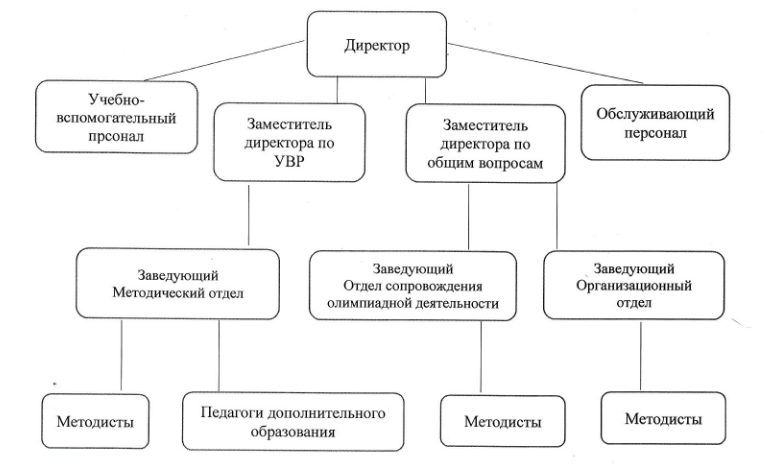 Директор
Учебно-
вспомогательный
прсонал
Заместитель
директора по
УВР
Заместитель
директора по
общим вопросам
Обслуживающий
персонал
Заведующий
Методический отдел
Заведующий
Отдел сопровождения
олимпиадной деятельности
Заведующий
Организационный
отдел
Методисты
Педагоги дополнительного
образования
Методисты
Методисты